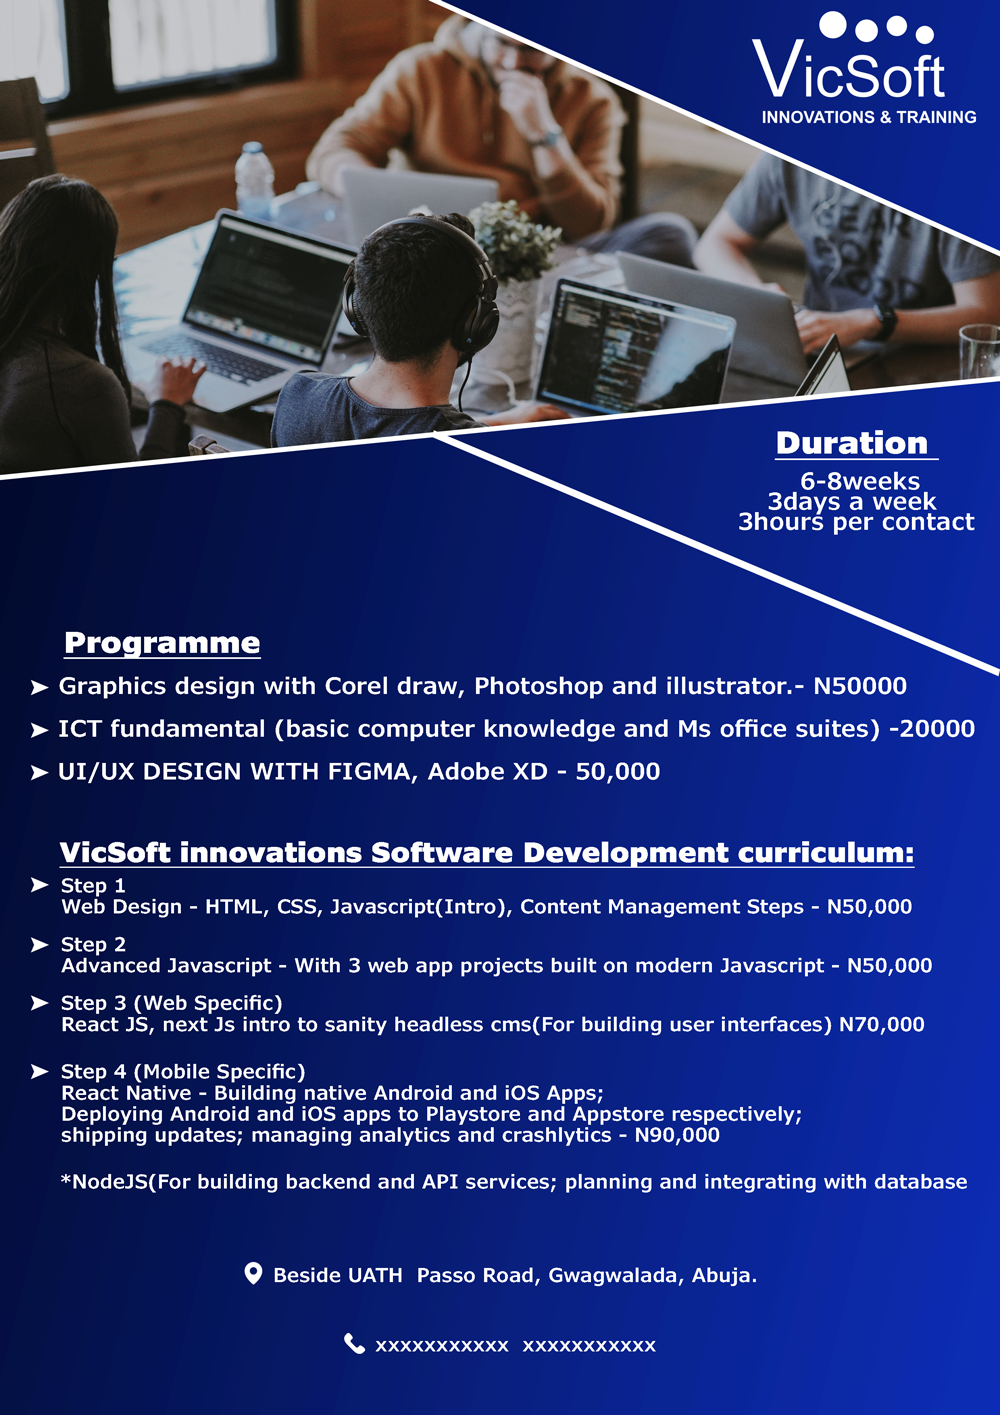 VicSoft
INNOVATIONS & TRAINING
Duration
6-8weeks
3days a week
3hours per contact
Programme
Graphics design with Corel draw, Photoshop and illustrator.- N50000
ICT fundamental (basic computer knowledge and Ms office suites) -20000
UI/UX DESIGN WITH FIGMA, Adobe XD - 50,000
VicSoft innovations Software Development curriculum:
Step 1
Web Design - HTML, CSS, Javascript(Intro), Content Management Steps - N50,000
Step 2
Advanced Javascript - With 3 web app projects built on modern Javascript - N50,000
Step 3 (Web Specific)
React JS, next Js intro to sanity headless cms(For building user interfaces) N70,000
Step 4 (Mobile Specific)
React Native - Building native Android and iOS Apps;
Deploying Android and iOS apps to Playstore and Appstore respectively;
shipping updates; managing analytics and crashlytics - N90,000
*NodeJS(For building backend and API services; planning and integrating with database
Beside UATH Passo Road, Gwagwalada, Abuja.
xxxxxxxxxxx xxxxxxxxxxx